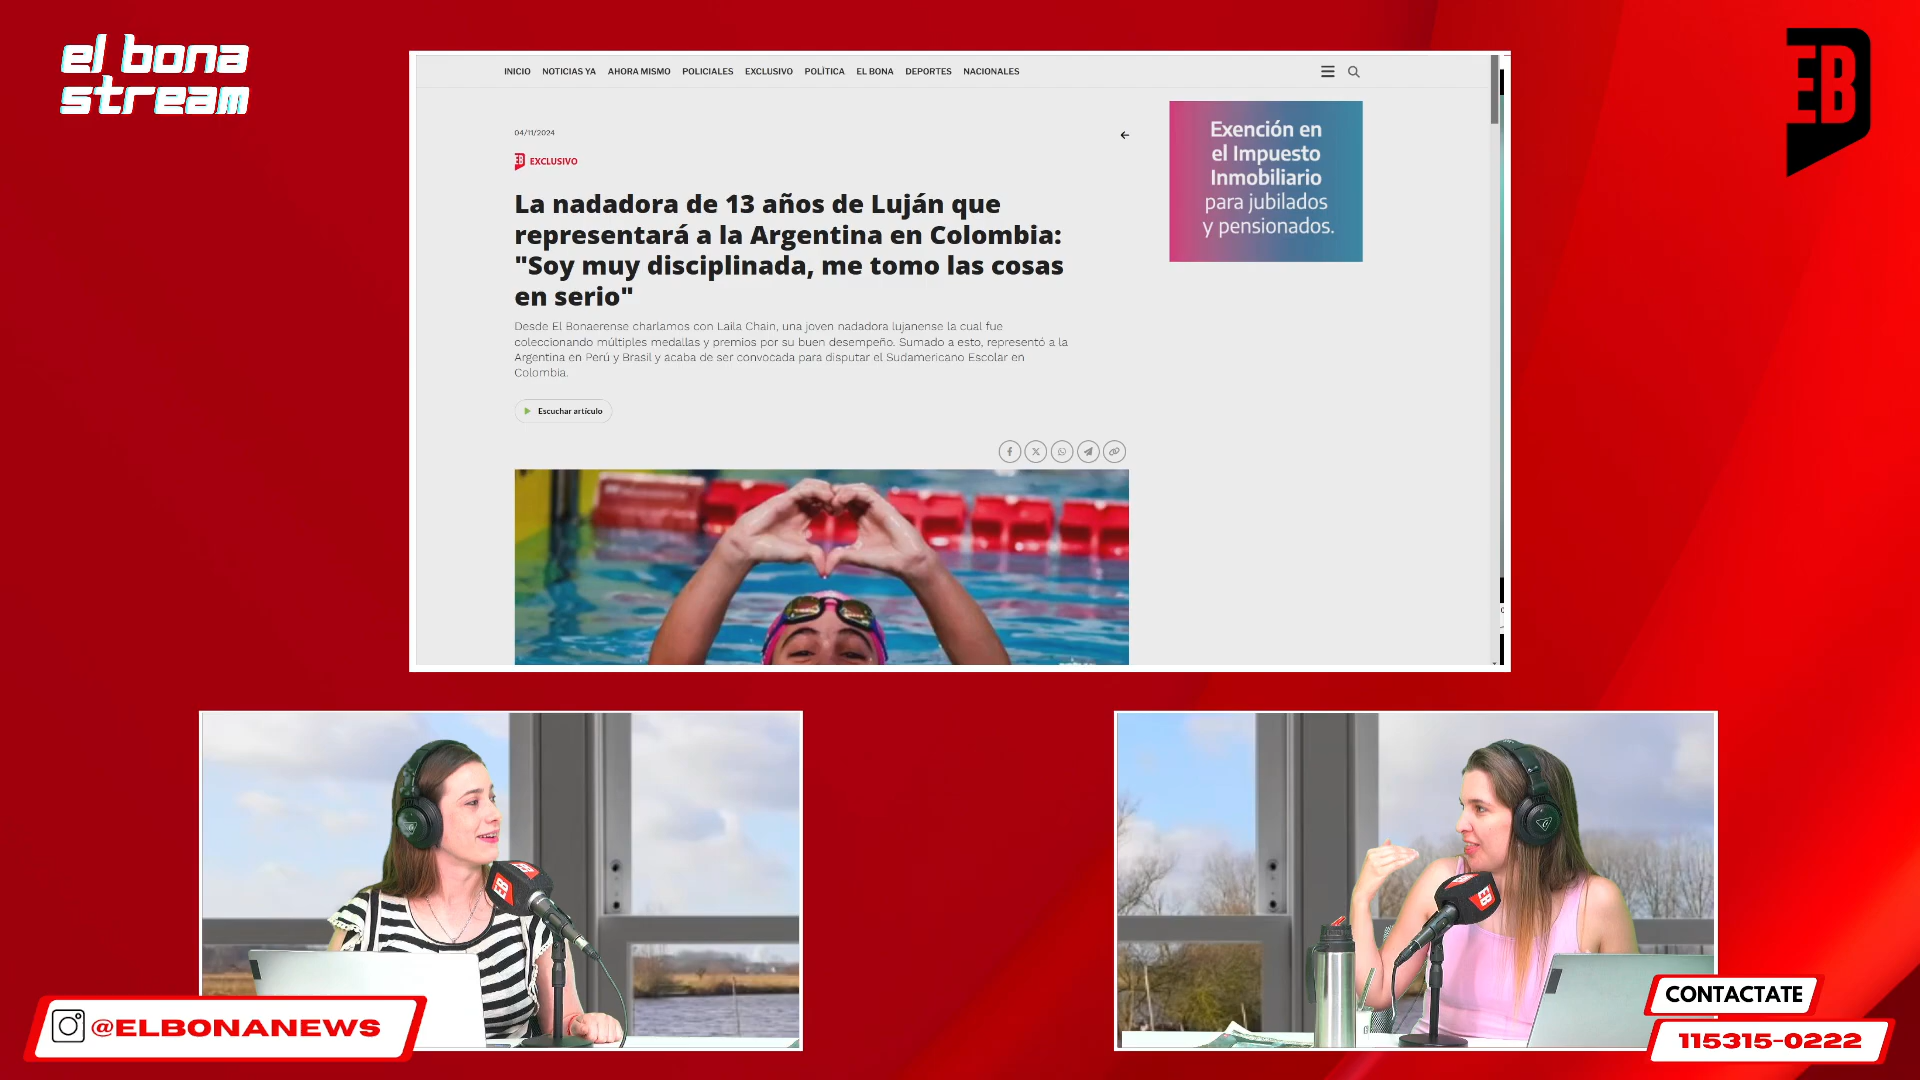 el bona
stream
EB
INICIO NOTICIAS YA AHORA MISMO POLICIALES EXCLUSIVO POLÍTICA EL BONA DEPORTES NACIONALES
04/11/2024
EB EXCLUSIVO
La nadadora de 13 años de Luján que
representará a la Argentina en Colombia:
"Soy muy disciplinada, me tomo las cosas
en serio"
Desde El Bonaerense charlamos con Laila Chain, una joven nadadora lujanense la cual fue
coleccionando múltiples medallas y premios por su buen desempeño. Sumado a esto, representó a la
Argentina en Perú y Brasil y acaba de ser convocada para disputar el Sudamericano Escolar en
Colombia.
Escuchar artículo
Exención en
el Impuesto
Inmobiliario
para jubilados
y pensionados.
EB
EB
@ELBONANEWS
CONTACTATE
115315-0222